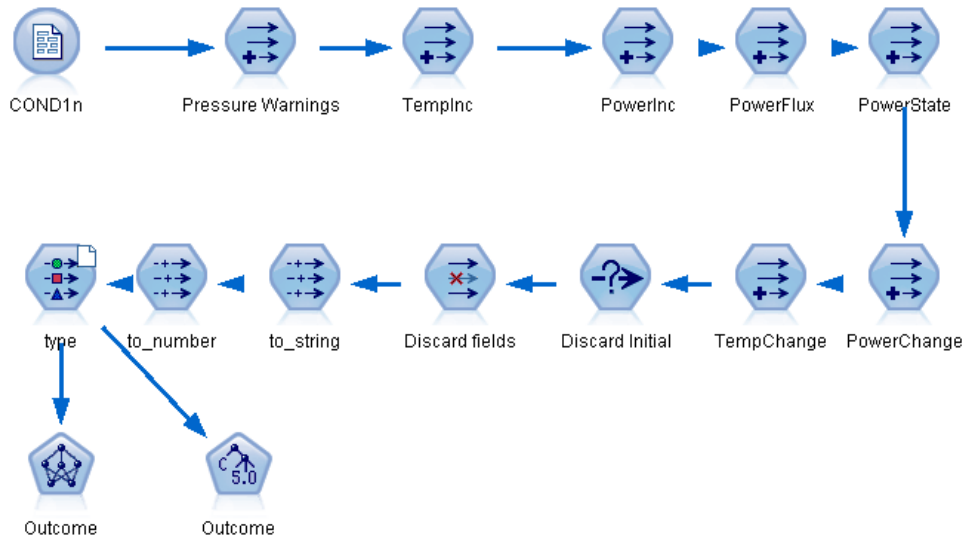 COND1n Pressure Warnings TempInc PowerInc PowerFlux PowerState
type to_number to_string Discard fields Discard Initial TempChange PowerChange
C 5.0
Outcome Outcome